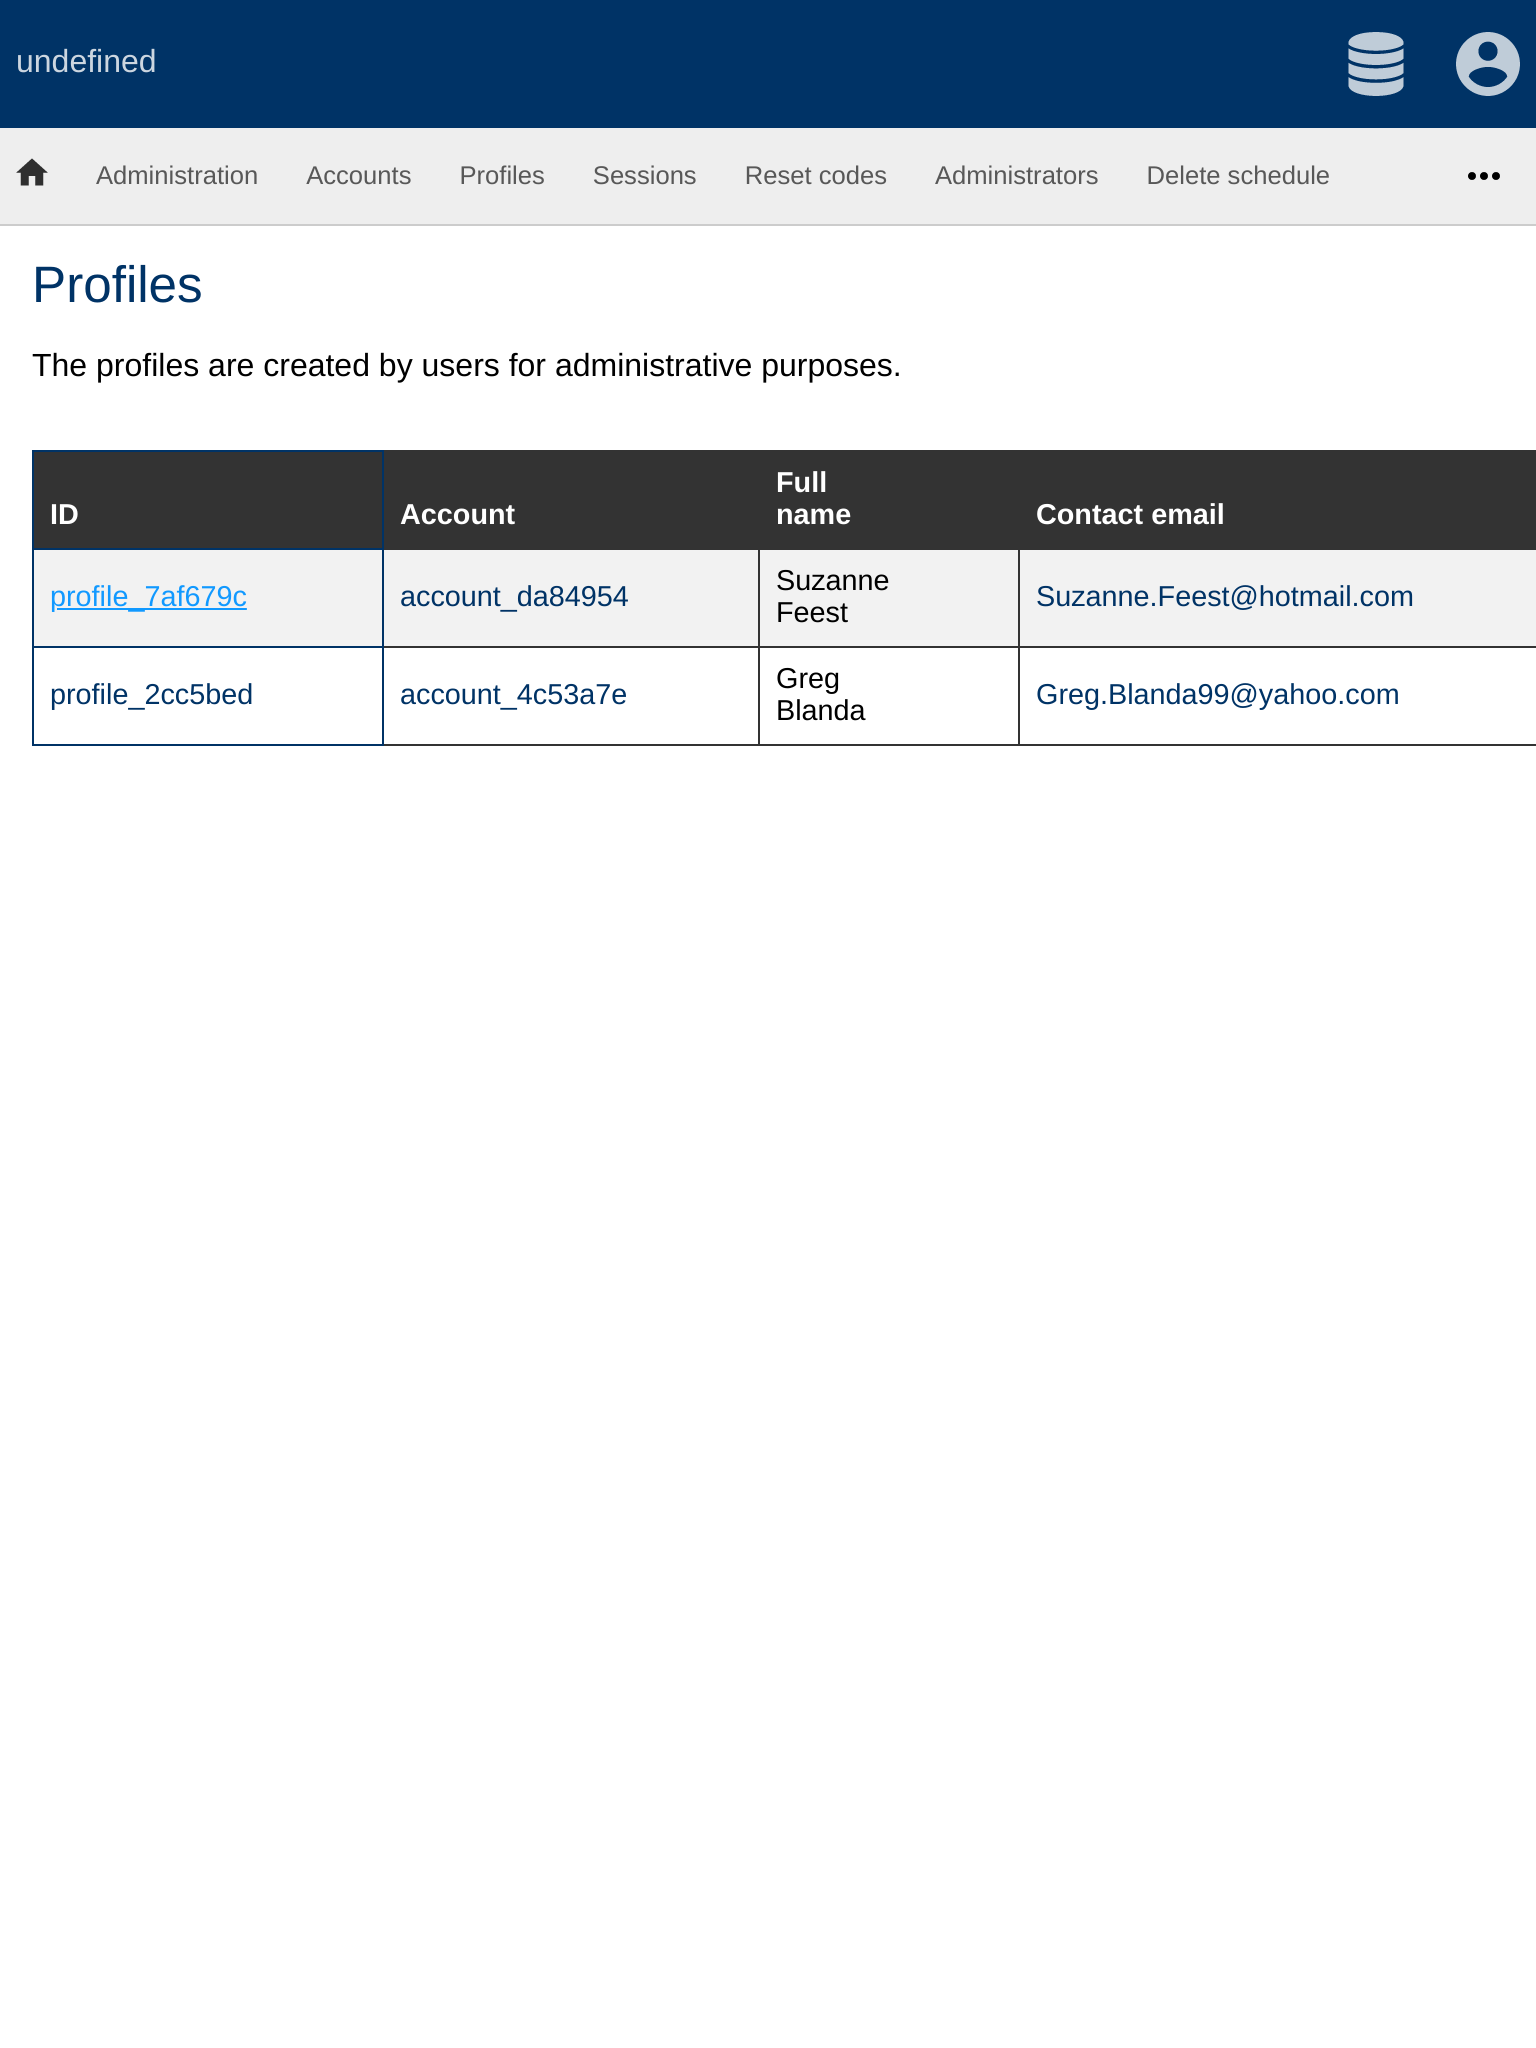 undefined
Administration Accounts Profiles Sessions Reset codes Administrators Delete schedule
Profiles
The profiles are created by users for administrative purposes.
ID Account Full name Contact email
profile_7af679c account_da84954 Suzanne Feest Suzanne.Feest@hotmail.com
profile_2cc5bed account_4c53a7e Greg Blanda Greg.Blanda99@yahoo.com